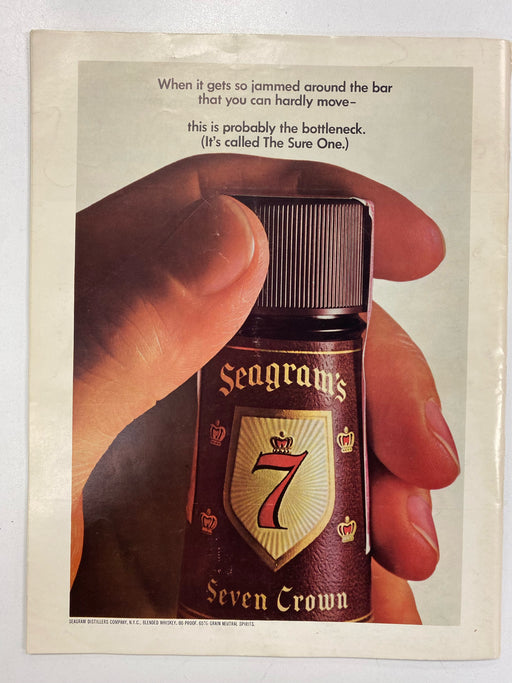 When it gets so jammed around the bar
that you can hardly move–
this is probably the bottleneck.
(It's called The Sure One.)
Seagram's
7
Seven Crown
SEAGRAM DISTILLERS COMPANY, N.Y.C., BLENDED WHISKEY. 86 PROOF. 65% GRAIN NEUTRAL SPIRITS.